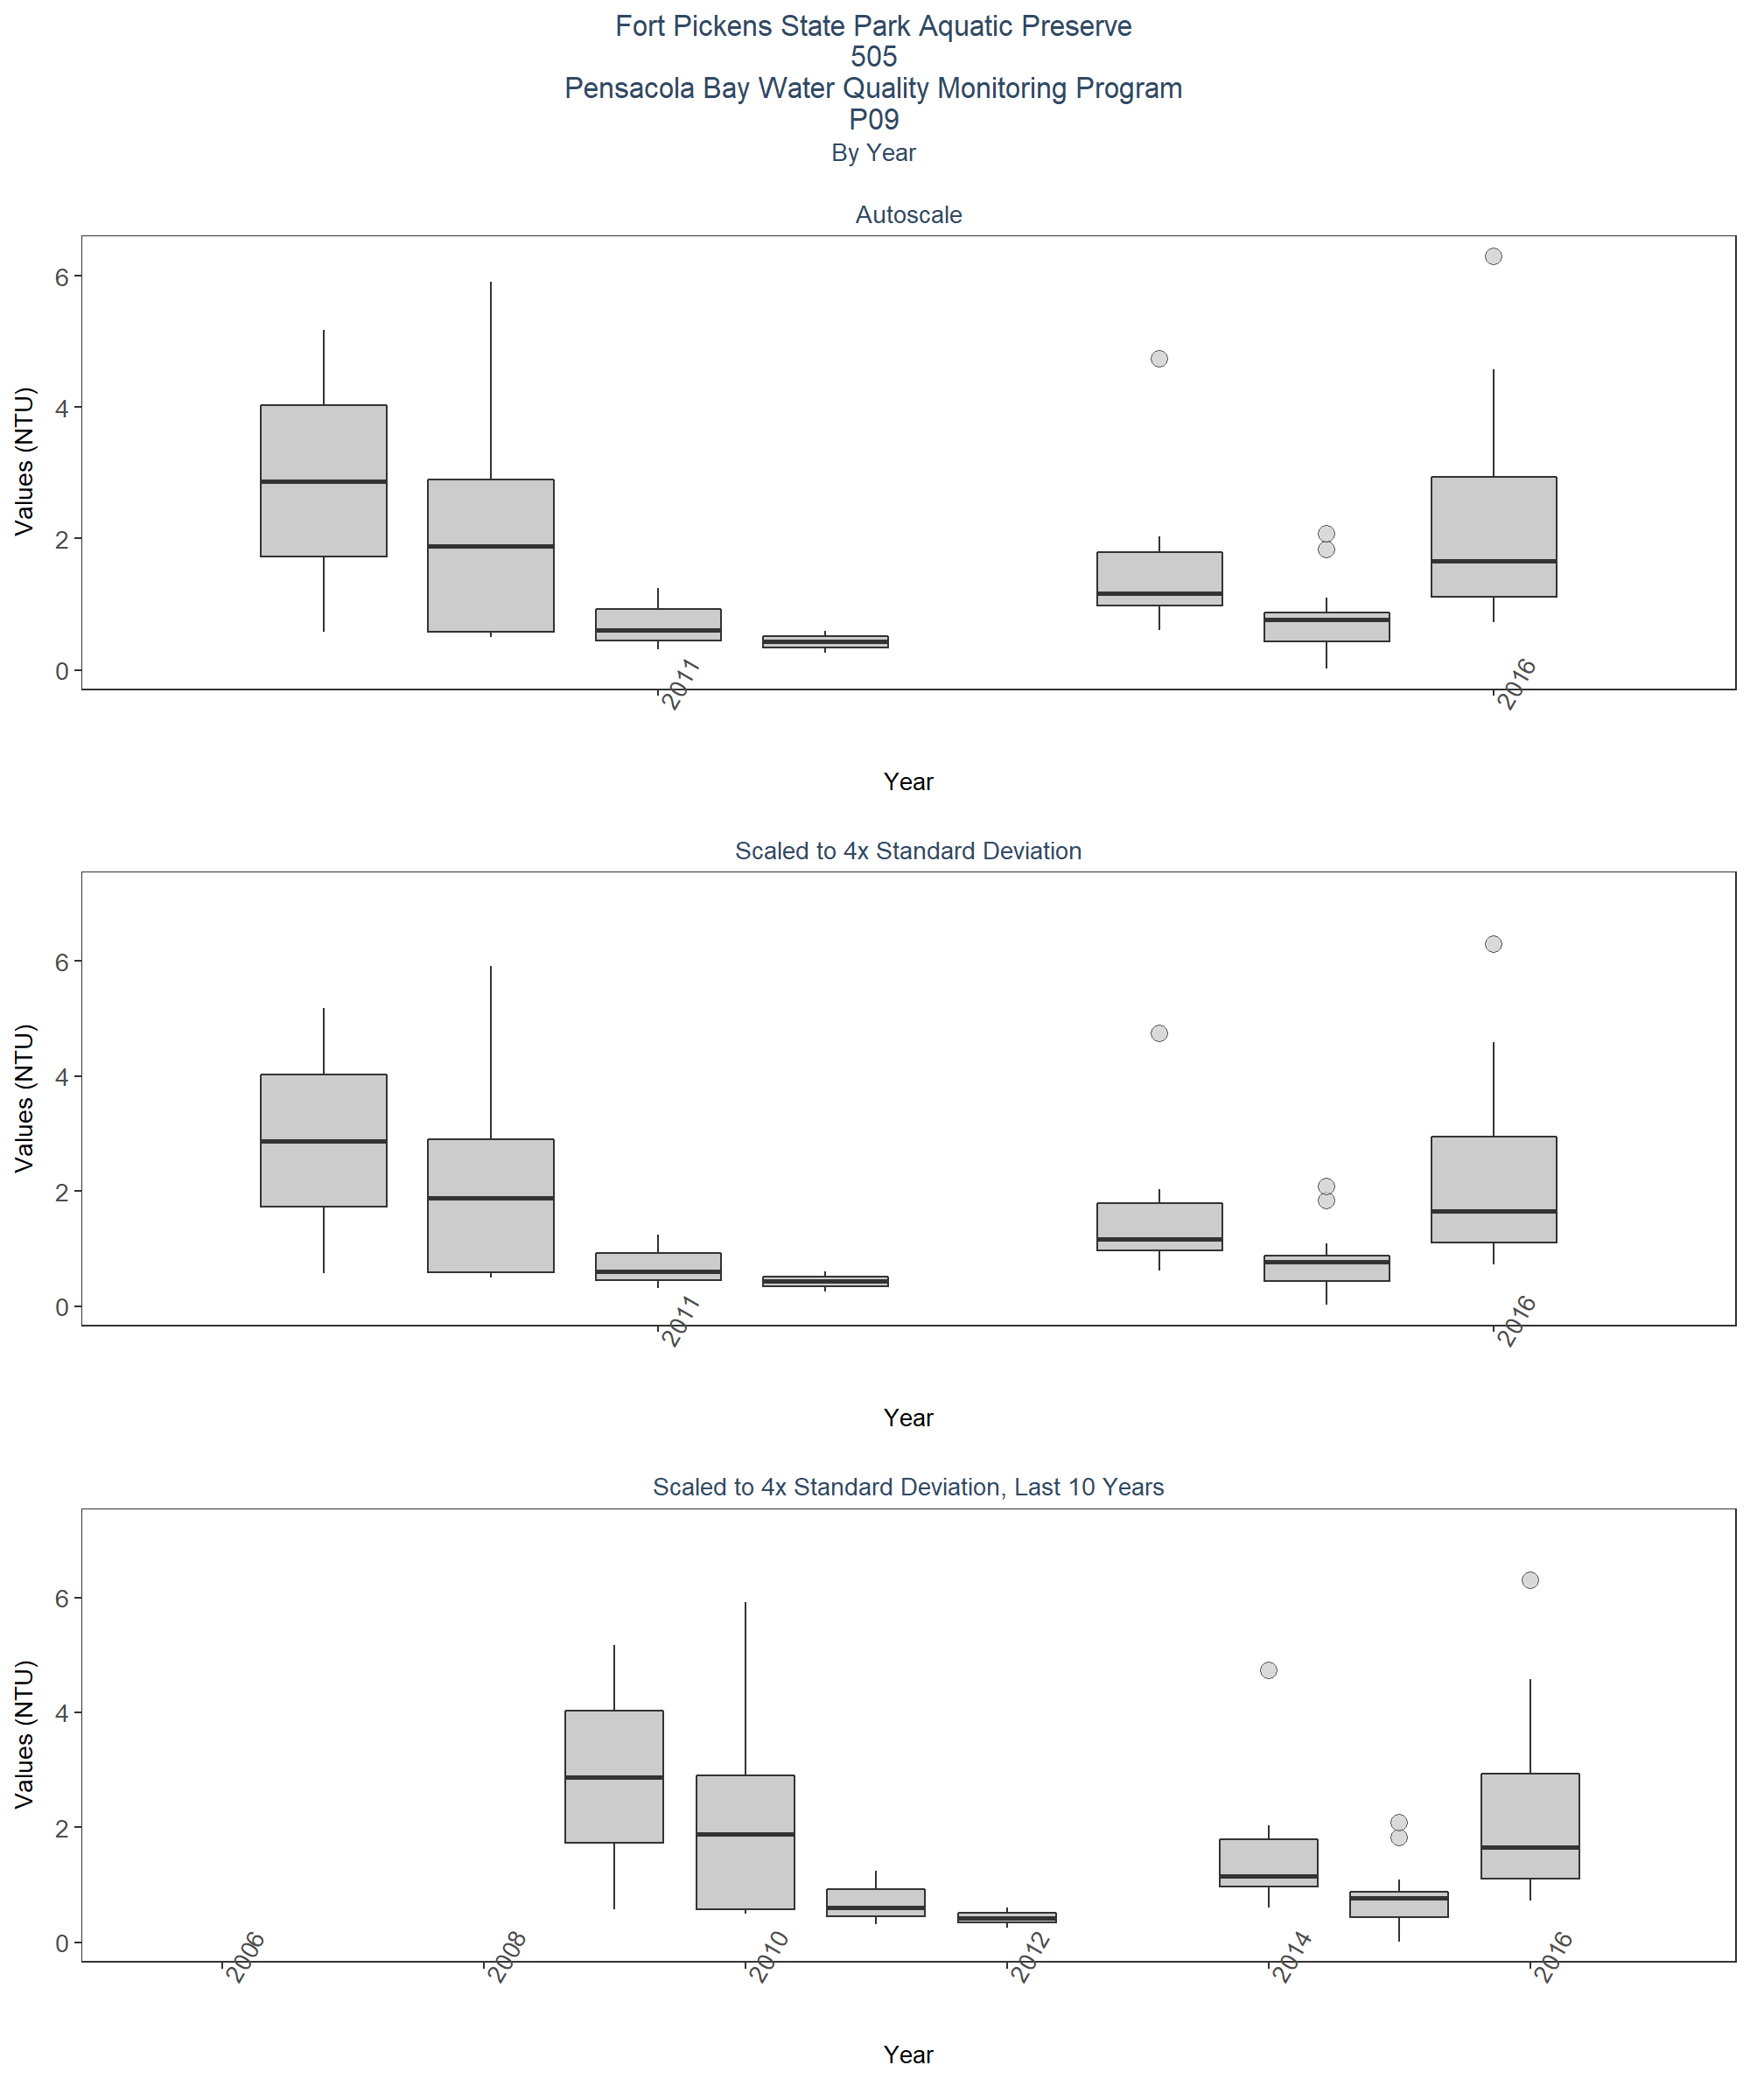 Fort Pickens State Park Aquatic Preserve
505
Pensacola Bay Water Quality Monitoring Program
P09
By Year
Autoscale
Values (NTU)
6
4
2
0
2011
2016
Year
Scaled to 4x Standard Deviation
Values (NTU)
6
4
2
0
2011
2016
Year
Scaled to 4x Standard Deviation, Last 10 Years
Values (NTU)
6
4
2
0
2006
2008
2010
2012
2014
2016
Year